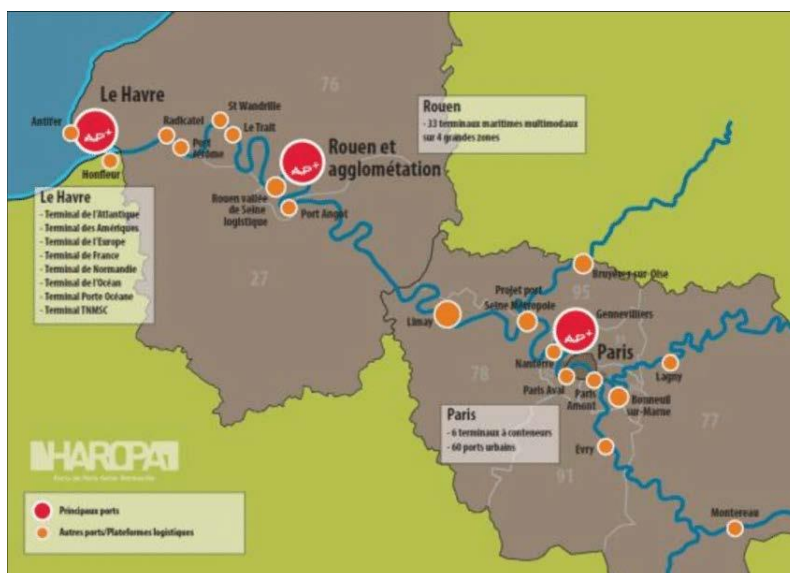 76
Le Havre
St Wandrille
Antifer
Radicatel
Le Trait
AP+
Port
Jérôme
AP+
Rouen et
agglométation
Honfleur
Rouen vallée
de Seine
logistique
Port Angot
Rouen
- 33 terminaux maritimes multimodaux
sur 4 grandes zones
Le Havre
- Terminal de l'Atlantique
- Terminal des Amériques
- Terminal de l'Europe
- Terminal de France
- Terminal de Normandie
- Terminal de l'Océan
- Terminal Porte Océane
- Terminal TNMSC
27
Bruyères-sur-Oise
95
Projet port
Seine Métropole
Limay
Gennevilliers
AP+
Nanterre
Paris
78
Paris Aval
Paris
Amont
Lagny
Bonneuil
sur-Marne
77
Paris
- 6 terminaux à conteneurs
- 60 ports urbains
Evry
91
Montereau
HAROPA
Principaux ports
Autres ports/Plateformes logistiques